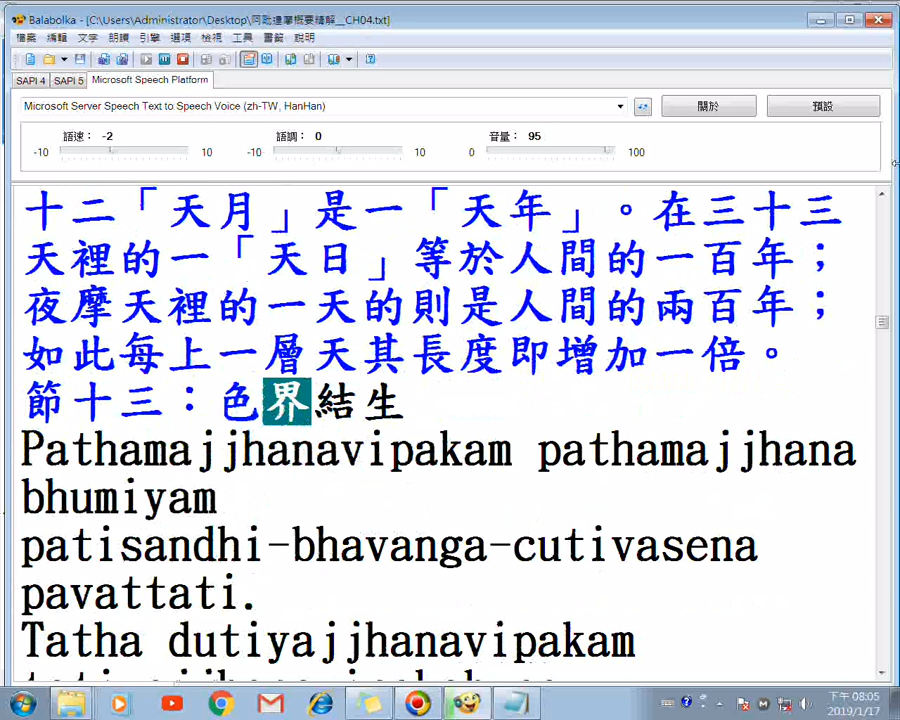 Balabolka - [C:\Users\Administrator\Desktop\阿毗達摩概要精解__CH04.txt]
檔案 編輯 文字 朗讀 引擎 選項 檢視 工具 書籤 說明
SAPI 4 SAPI 5 Microsoft Speech Platform
Microsoft Server Speech Text to Speech Voice (zh-TW, HanHan) 關於 預設
語速： -2 語調： 0 音量： 95
-10 10 -10 10 0 100
十二「天月」是一「天年」。在三十三
天裡的一「天日」等於人間的一百年；
夜摩天裡的一天的則是人間的兩百年；
如此每上一層天其長度即增加一倍。
節十三：色界結生
Pathamajjhanavipakam pathamajjhana
bhumiyam
patisandhi-bhavanga-cutivasena
pavattati.
Tatha dutiyajjhanavipakam
下午 08:05
2019/1/17